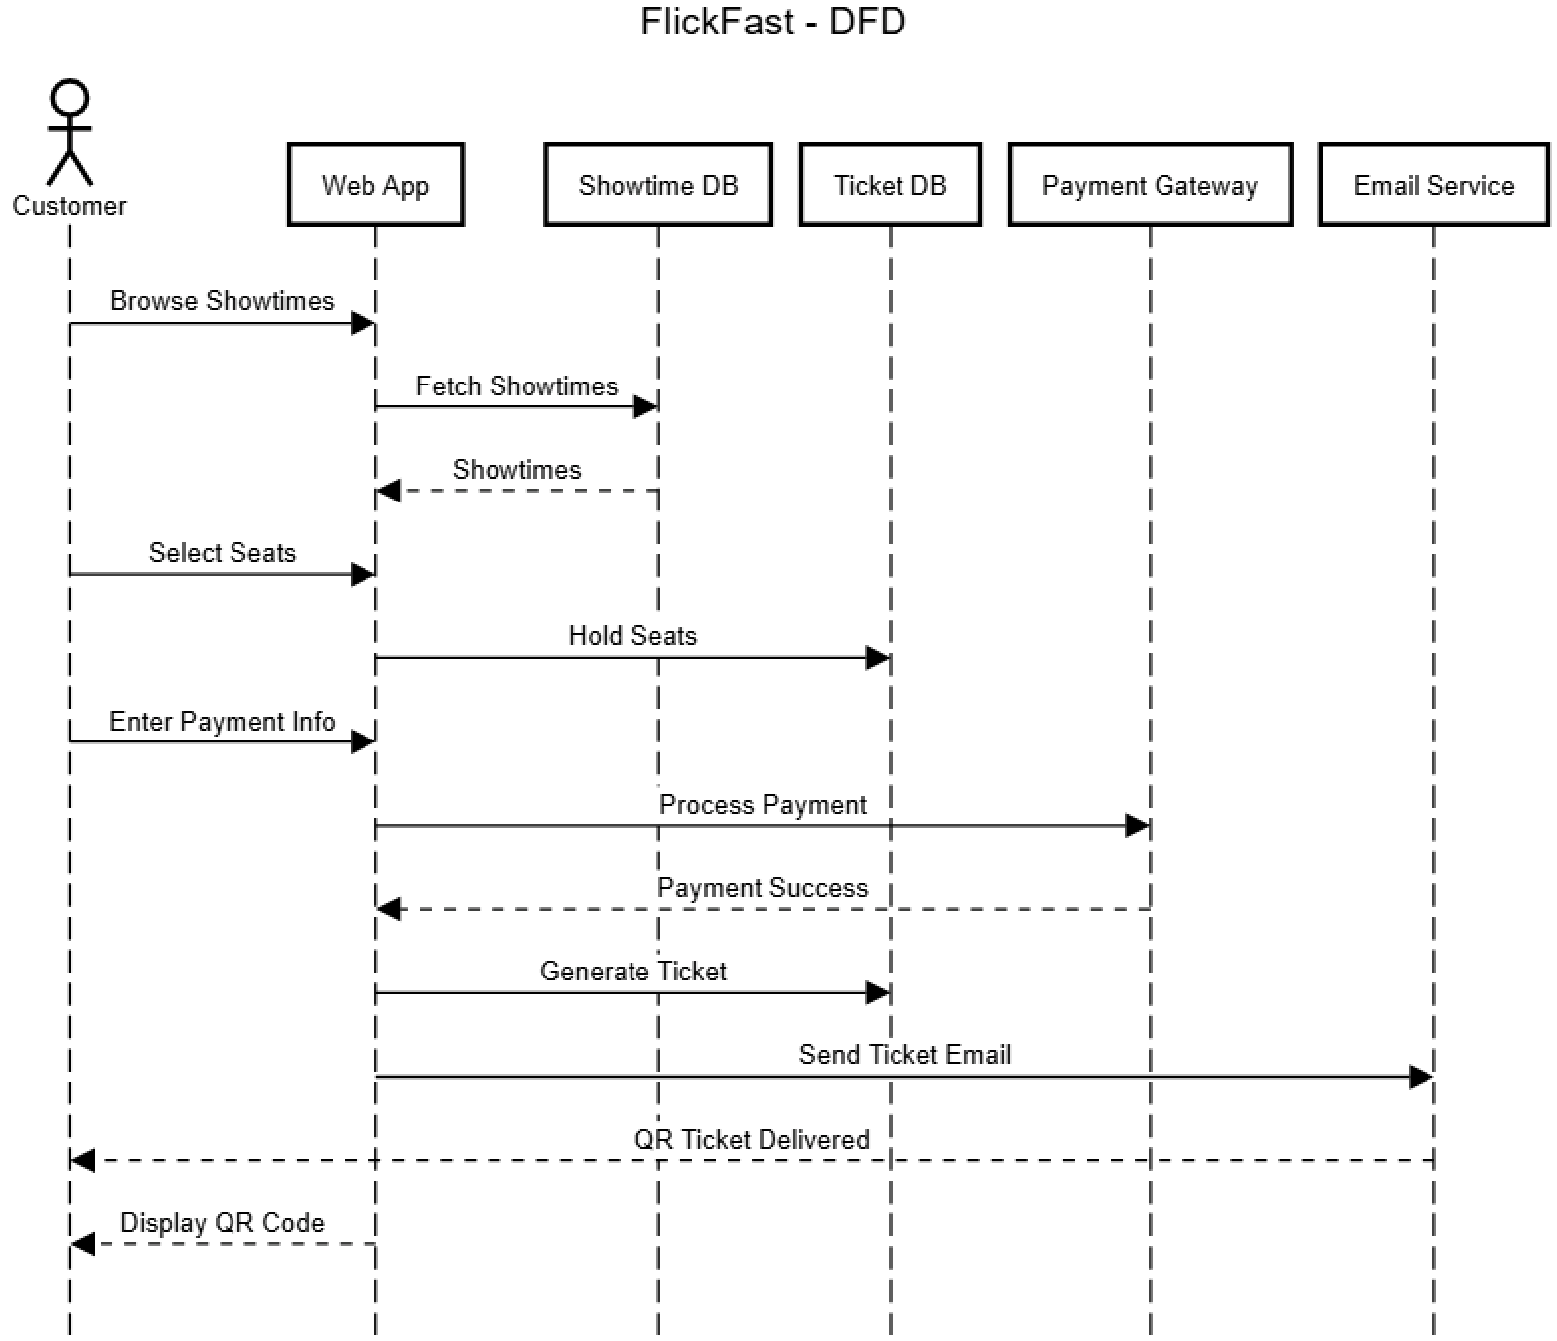 FlickFast - DFD
Customer
Web App
Showtime DB
Ticket DB
Payment Gateway
Email Service
Browse Showtimes
Fetch Showtimes
Showtimes
Select Seats
Hold Seats
Enter Payment Info
Process Payment
Payment Success
Generate Ticket
Send Ticket Email
QR Ticket Delivered
Display QR Code